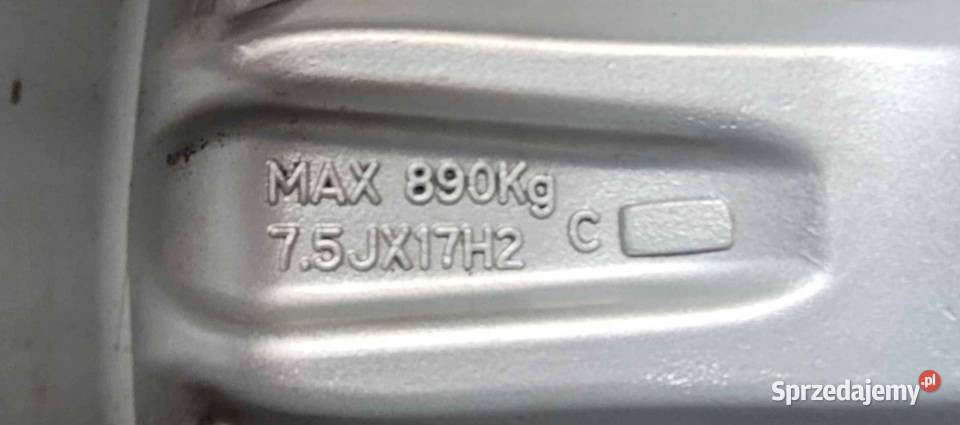 MAX 890Kg
7.5JX17H2 C
Sprzedajemy.pl